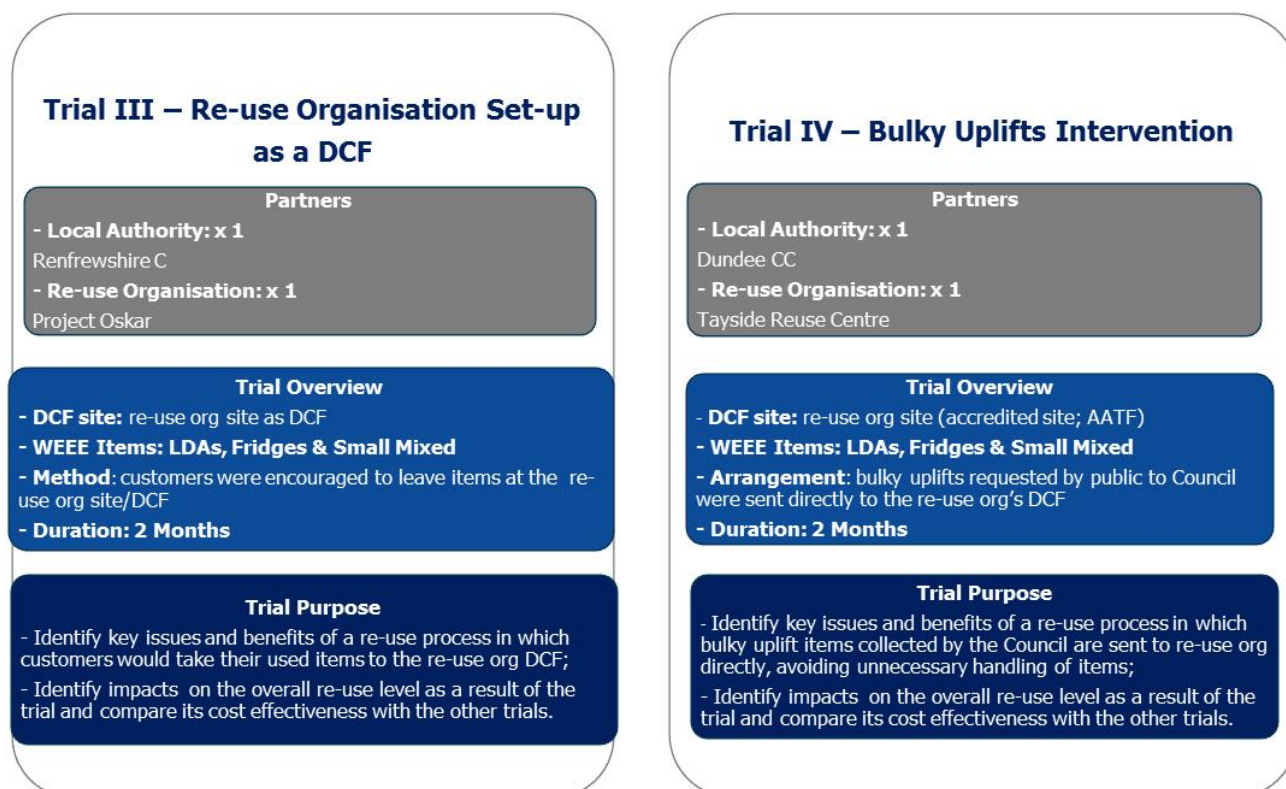 Trial III – Re-use Organisation Set-up
as a DCF
Partners
- Local Authority: x 1
Renfrewshire C
- Re-use Organisation: x 1
Project Oskar
Trial Overview
- DCF site: re-use org site as DCF
- WEEE Items: LDAs, Fridges & Small Mixed
- Method: customers were encouraged to leave items at the re-
use org site/DCF
- Duration: 2 Months
Trial Purpose
- Identify key issues and benefits of a re-use process in which
customers would take their used items to the re-use org DCF;
- Identify impacts on the overall re-use level as a result of the
trial and compare its cost effectiveness with the other trials.
Trial IV – Bulky Uplifts Intervention
Partners
- Local Authority: x 1
Dundee CC
- Re-use Organisation: x 1
Tayside Reuse Centre
Trial Overview
- DCF site: re-use org site (accredited site; AATF)
- WEEE Items: LDAs, Fridges & Small Mixed
- Arrangement: bulky uplifts requested by public to Council
were sent directly to the re-use org's DCF
- Duration: 2 Months
Trial Purpose
- Identify key issues and benefits of a re-use process in which
bulky uplift items collected by the Council are sent to re-use org
directly, avoiding unnecessary handling of items;
- Identify impacts on the overall re-use level as a result of the
trial and compare its cost effectiveness with the other trials.